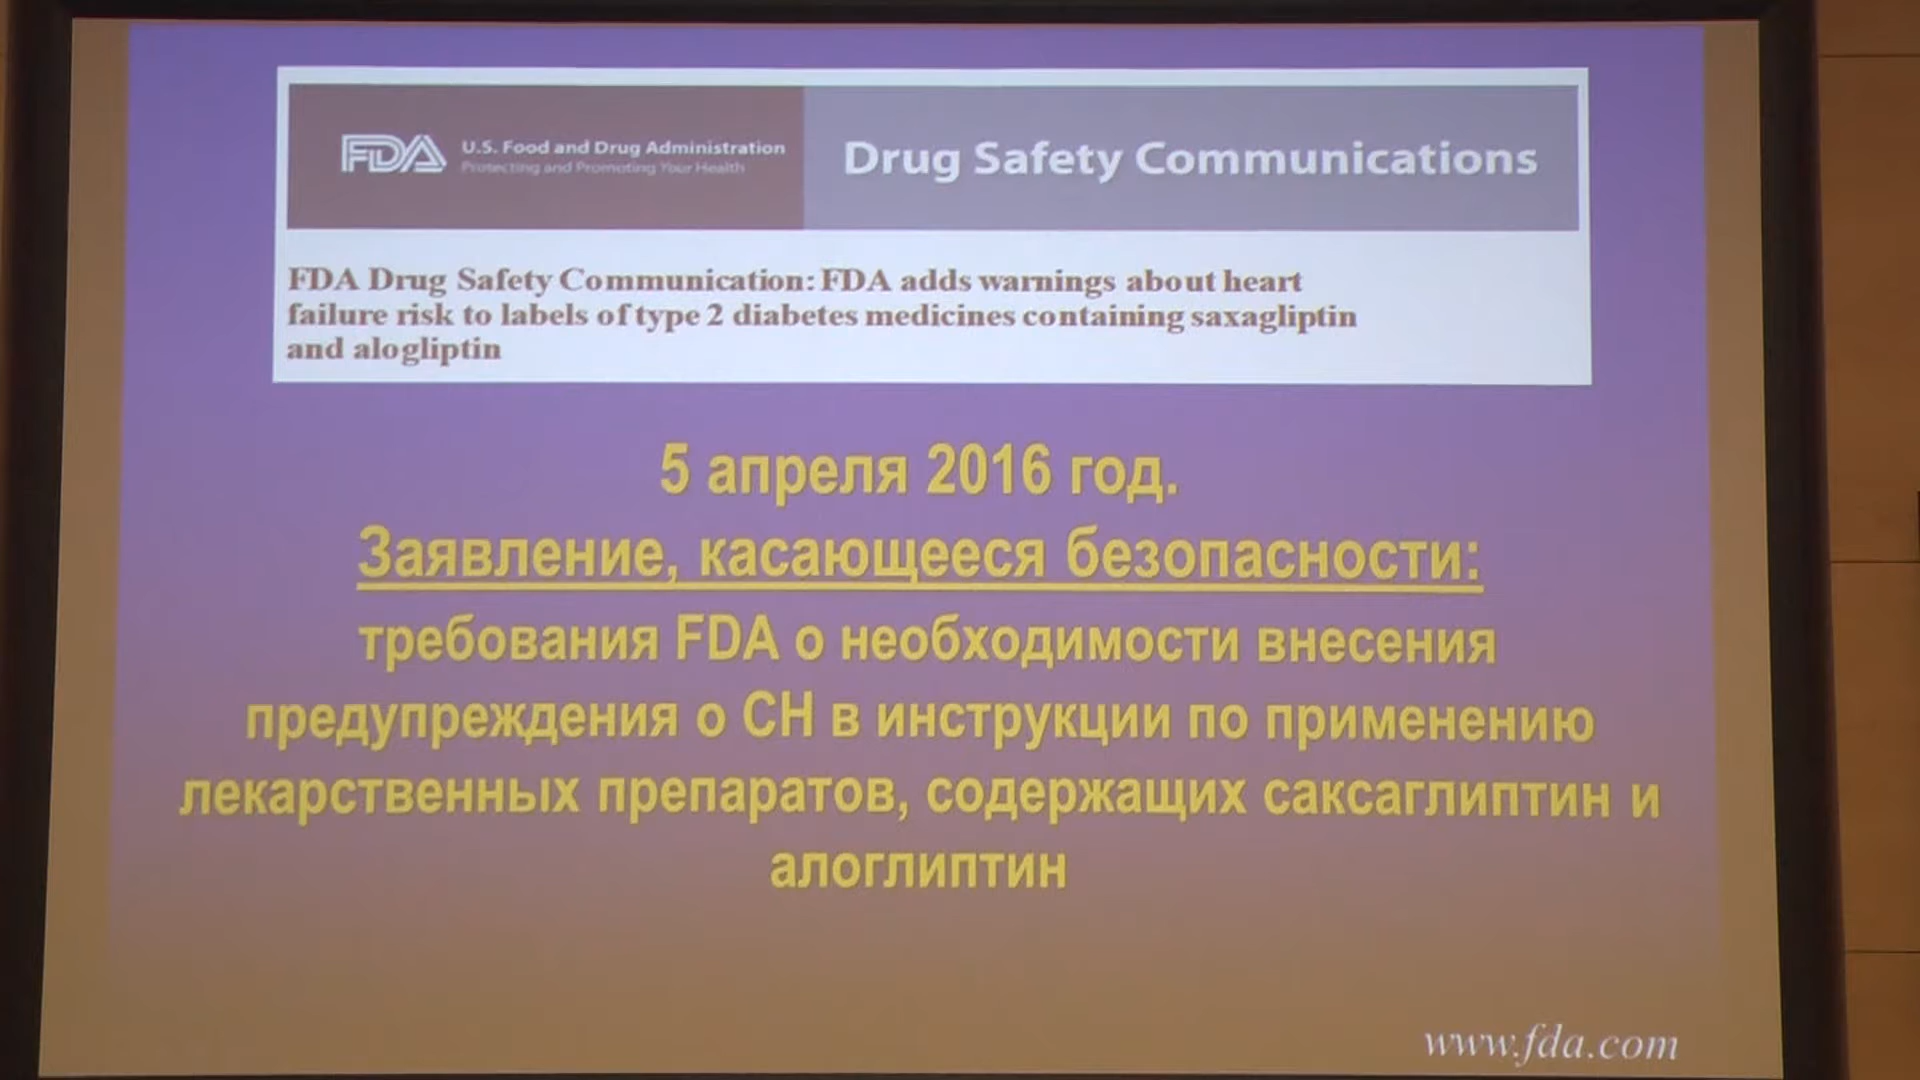 FDA U.S. Food and Drug Administration
Protecting and Promoting Your Health
Drug Safety Communications
FDA Drug Safety Communication: FDA adds warnings about heart
failure risk to labels of type 2 diabetes medicines containing saxagliptin
and alogliptin
5 апреля 2016 год.
Заявление, касающееся безопасности:
требования FDA о необходимости внесения
предупреждения о СН в инструкции по применению
лекарственных препаратов, содержащих саксаглиптин и
алоглиптин
www.fda.com